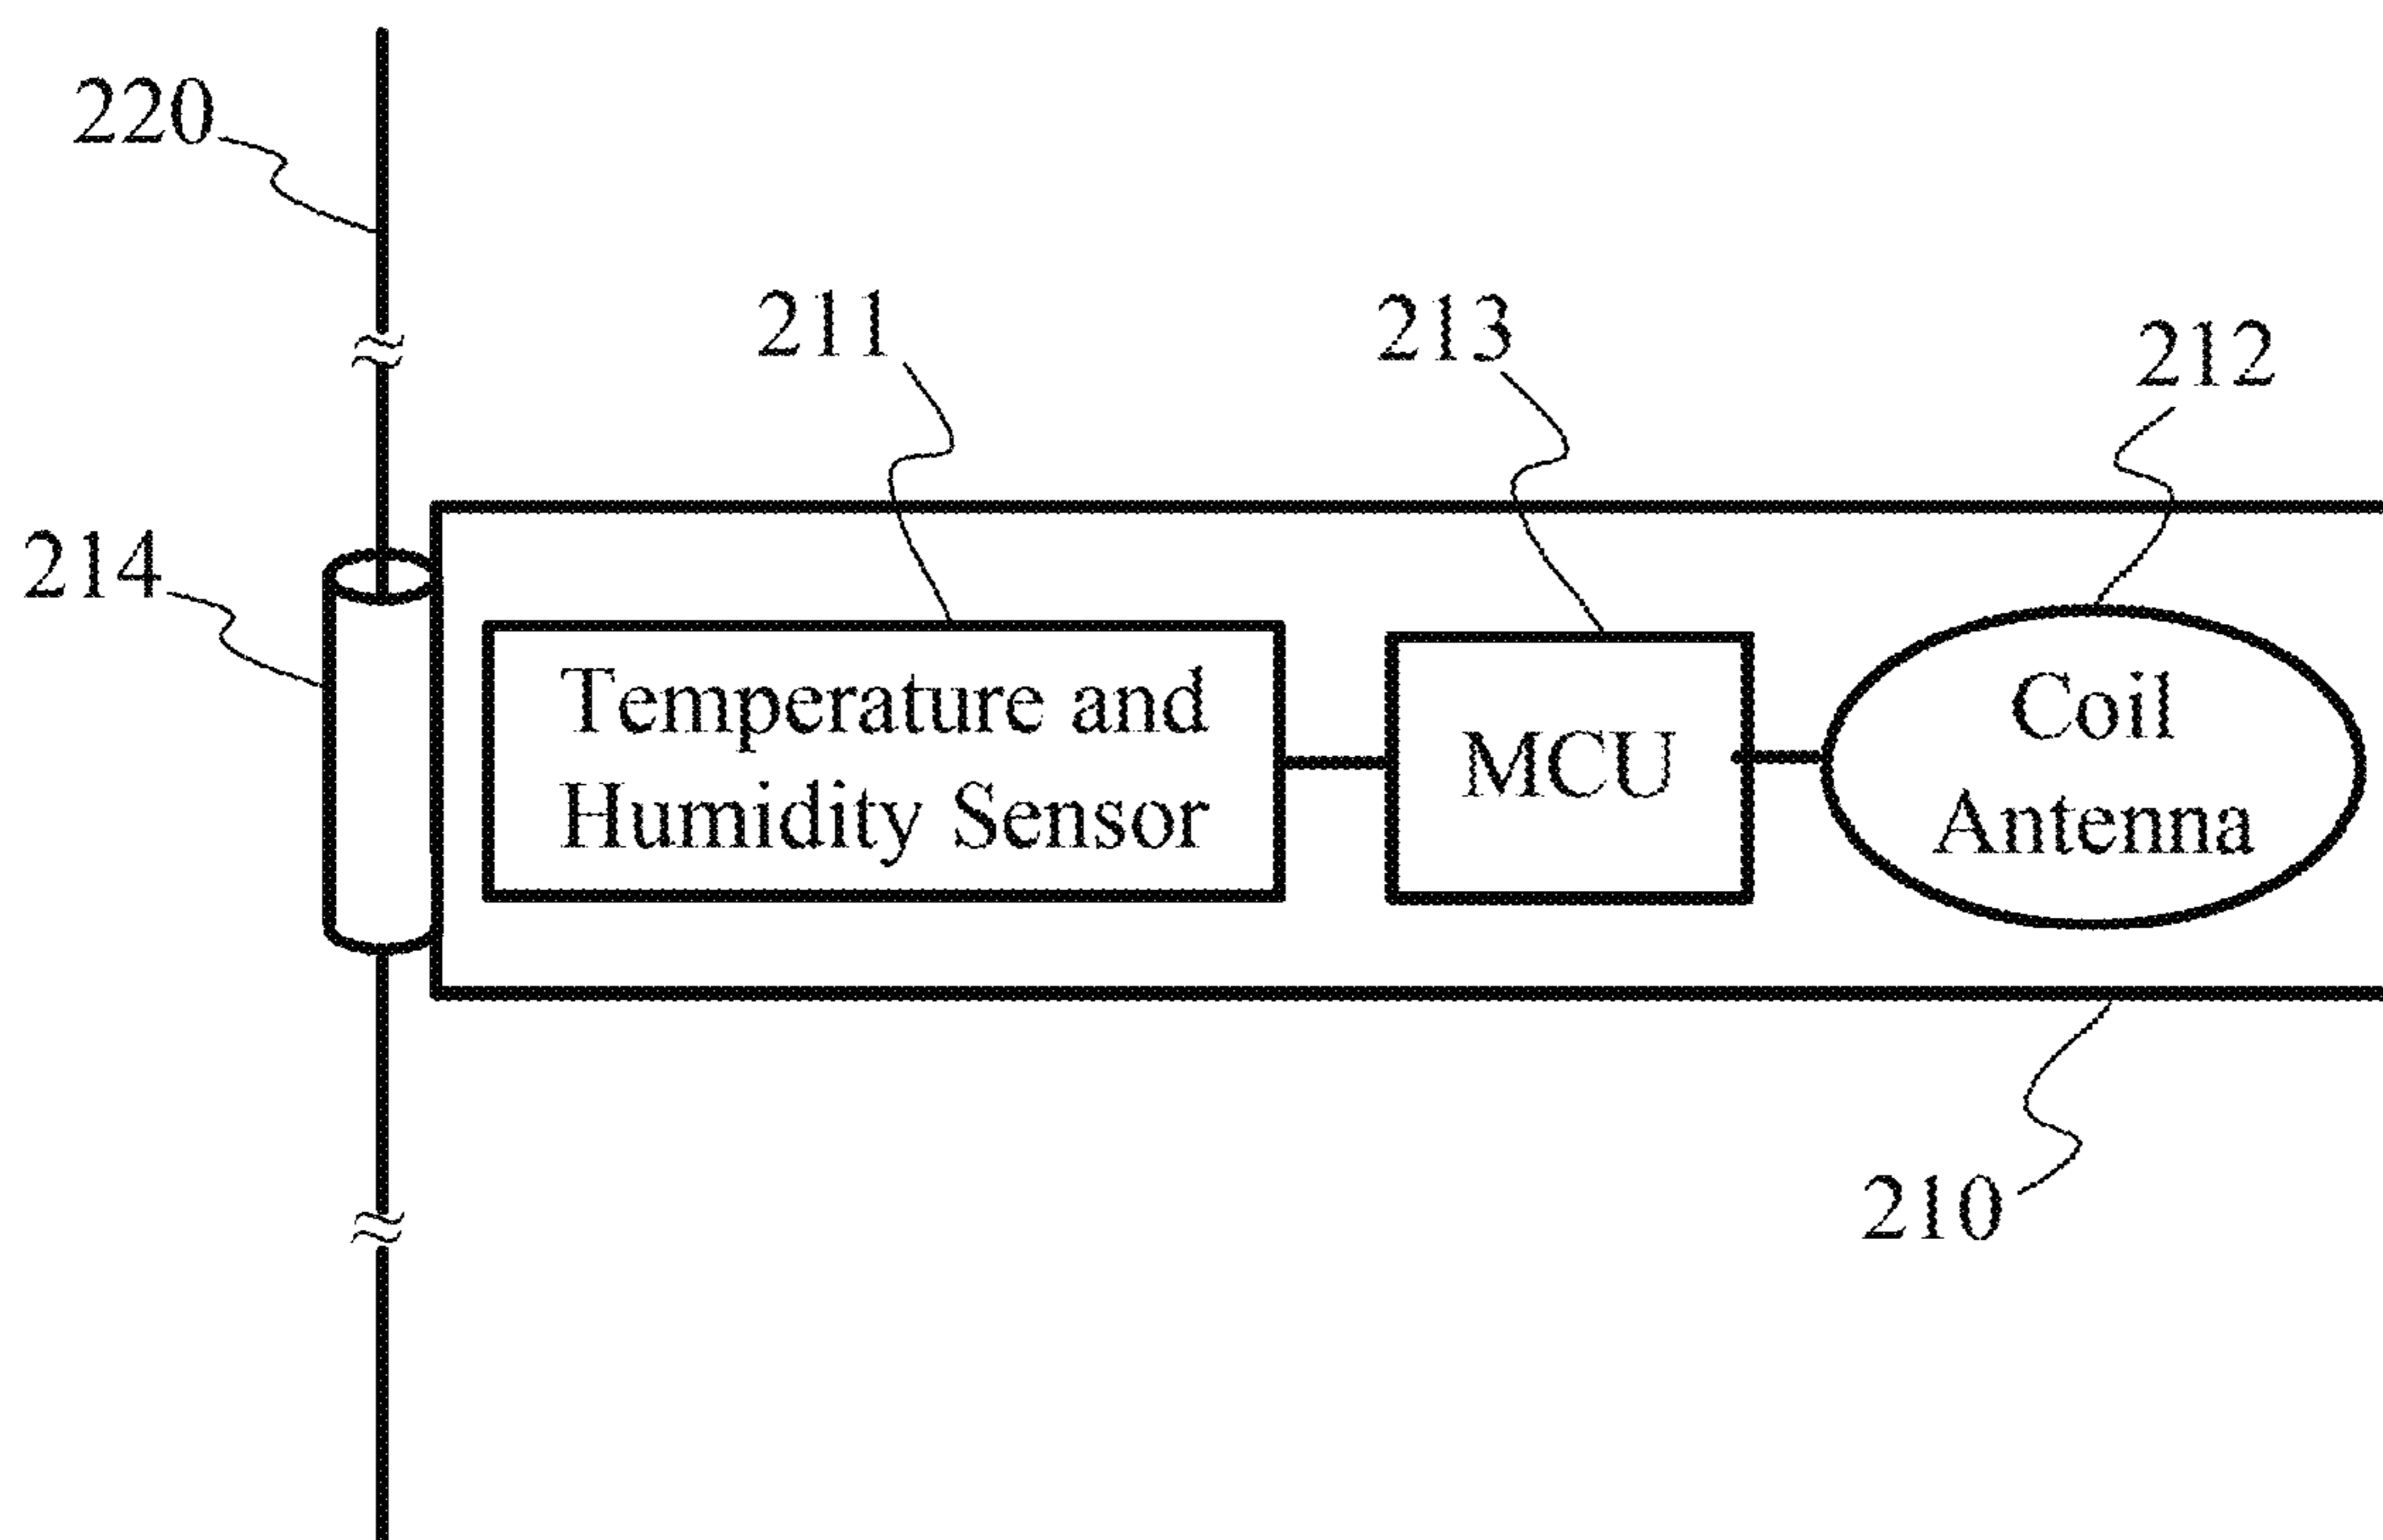 220
211
213
212
214
Temperature and
Humidity Sensor
MCU
Coil
Antenna
210